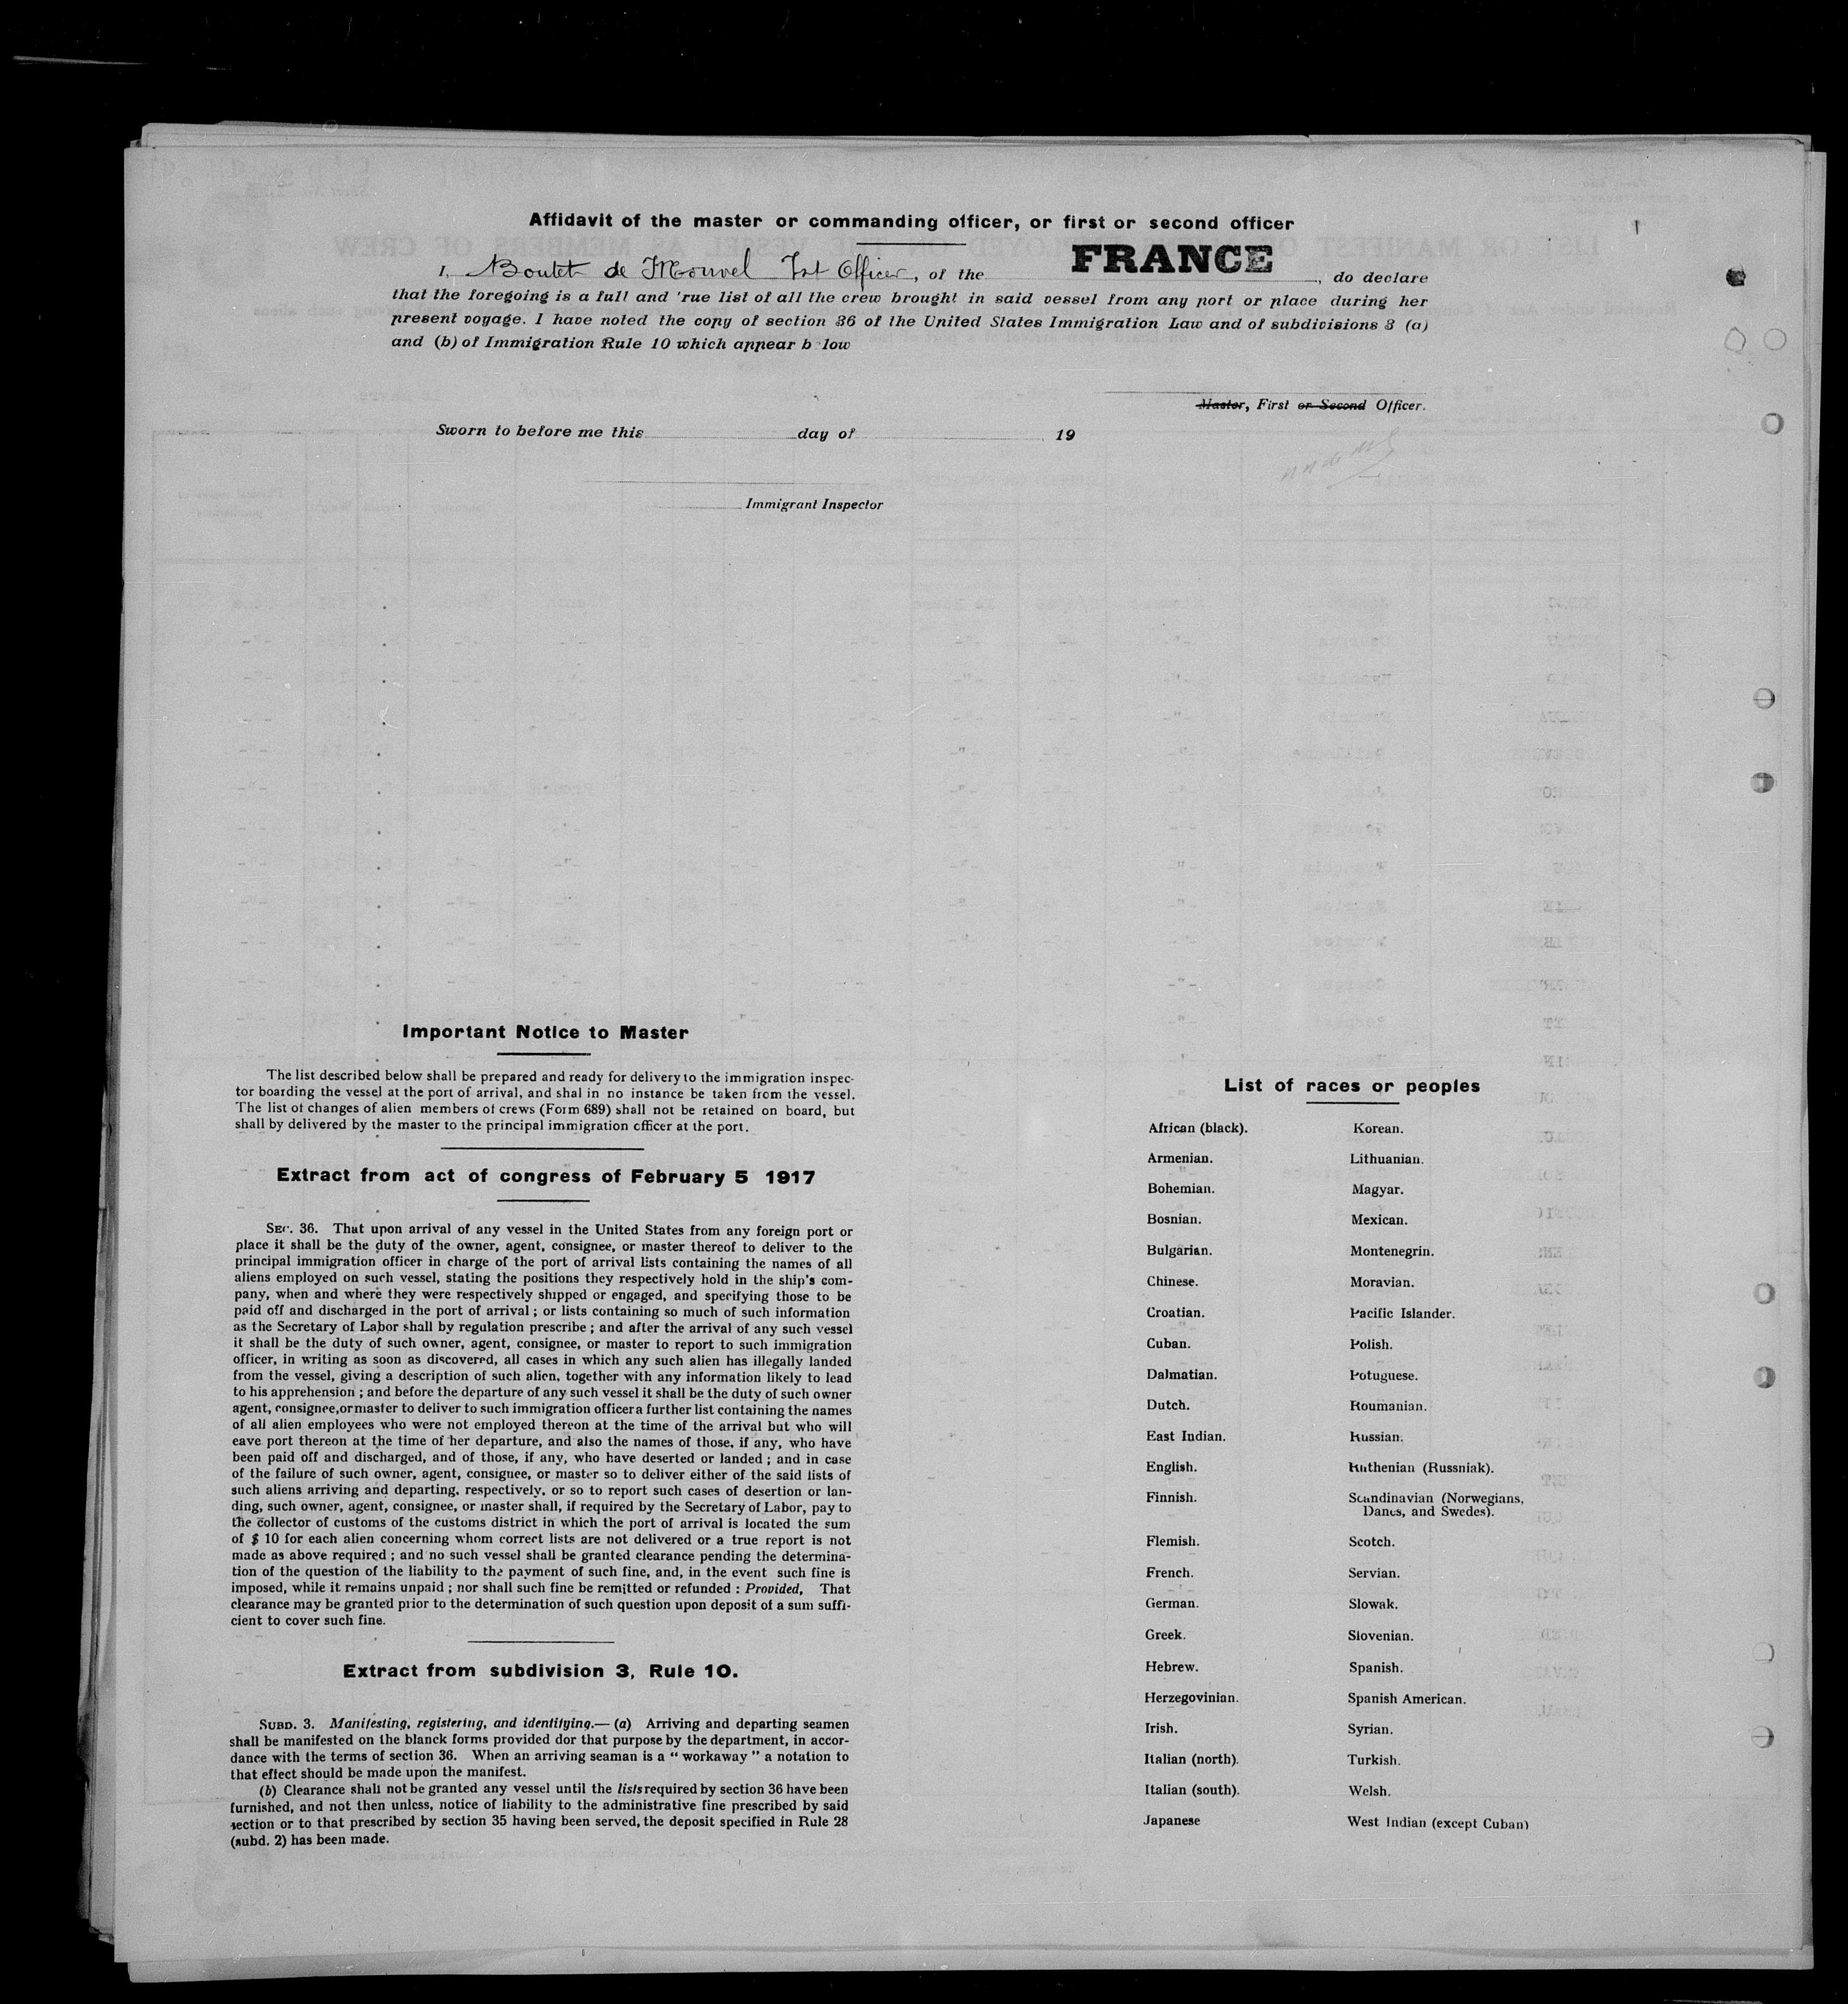 Affidavit of the master or commanding officer, or first or second officer
I, Boutet de Monvel 1st Officer, of the FRANCE, do declare
that the foregoing is a full and 'rue list of all the crew brought in said vessel from any port or place during her
present voyage. I have noted the copy of section 36 of the United States Immigration Law and of subdivisions 3 (a)
and (b) of Immigration Rule 10 which appear b low
Master, First or Second Officer.
Sworn to before me this day of 19
Immigrant Inspector
Important Notice to Master
The list described below shall be prepared and ready for delivery to the immigration inspec-
tor boarding the vessel at the port of arrival, and shal in no instance be taken from the vessel.
The list of changes of alien members of crews (Form 689) shall not be retained on board, but
shall by delivered by the master to the principal immigration officer at the port.
Extract from act of congress of February 5 1917
SEC. 36. That upon arrival of any vessel in the United States from any foreign port or
place it shall be the duty of the owner, agent, consignee, or master thereof to deliver to the
principal immigration officer in charge of the port of arrival lists containing the names of all
aliens employed on such vessel, stating the positions they respectively hold in the ship's com-
pany, when and where they were respectively shipped or engaged, and specifying those to be
paid off and discharged in the port of arrival ; or lists containing so much of such information
as the Secretary of Labor shall by regulation prescribe ; and after the arrival of any such vessel
it shall be the duty of such owner, agent, consignee, or master to report to such immigration
officer, in writing as soon as discovered, all cases in which any such alien has illegally landed
from the vessel, giving a description of such alien, together with any information likely to lead
to his apprehension ; and before the departure of any such vessel it shall be the duty of such owner
agent, consignee, or master to deliver to such immigration officer a further list containing the names
of all alien employees who were not employed thereon at the time of the arrival but who will
eave port thereon at the time of her departure, and also the names of those, if any, who have
been paid off and discharged, and of those, if any, who have deserted or landed ; and in case
of the failure of such owner, agent, consignee, or master so to deliver either of the said lists of
such aliens arriving and departing, respectively, or so to report such cases of desertion or lan-
ding, such owner, agent, consignee, or master shall, if required by the Secretary of Labor, pay to
the collector of customs of the customs district in which the port of arrival is located the sum
of $ 10 for each alien concerning whom correct lists are not delivered or a true report is not
made as above required ; and no such vessel shall be granted clearance pending the determina-
tion of the question of the liability to the payment of such fine, and, in the event such fine is
imposed, while it remains unpaid ; nor shall such fine be remitted or refunded : Provided, That
clearance may be granted prior to the determination of such question upon deposit of a sum suffi-
cient to cover such fine.
Extract from subdivision 3, Rule 10.
SUBD. 3. Manifesting, registering, and identifying.— (a) Arriving and departing seamen
shall be manifested on the blanck forms provided dor that purpose by the department, in accor-
dance with the terms of section 36. When an arriving seaman is a " workaway " a notation to
that effect should be made upon the manifest.
(b) Clearance shall not be granted any vessel until the lists required by section 36 have been
furnished, and not then unless, notice of liability to the administrative fine prescribed by said
section or to that prescribed by section 35 having been served, the deposit specified in Rule 28
(subd. 2) has been made.
List of races or peoples
African (black).
Armenian.
Bohemian.
Bosnian.
Bulgarian.
Chinese.
Croatian.
Cuban.
Dalmatian.
Dutch.
East Indian.
English.
Finnish.
Flemish.
French.
German.
Greek.
Hebrew.
Herzegovinian.
Irish.
Italian (north).
Italian (south).
Japanese
Korean.
Lithuanian.
Magyar.
Mexican.
Montenegrin.
Moravian.
Pacific Islander.
Polish.
Potuguese.
Roumanian.
Russian.
Ruthenian (Russniak).
Scandinavian (Norwegians,
Danes, and Swedes).
Scotch.
Servian.
Slowak.
Slovenian.
Spanish.
Spanish American.
Syrian.
Turkish.
Welsh.
West Indian (except Cuban)